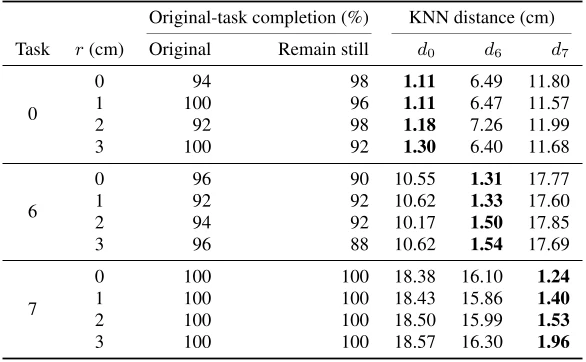 Original-task completion (%) KNN distance (cm)
Task r (cm) Original Remain still d0 d6 d7
0 94 98 1.11 6.49 11.80
1 100 96 1.11 6.47 11.57
0
2 92 98 1.18 7.26 11.99
3 100 92 1.30 6.40 11.68
0 96 90 10.55 1.31 17.77
1 92 92 10.62 1.33 17.60
6
2 94 92 10.17 1.50 17.85
3 96 88 10.62 1.54 17.69
0 100 100 18.38 16.10 1.24
1 100 100 18.43 15.86 1.40
7
2 100 100 18.50 15.99 1.53
3 100 100 18.57 16.30 1.96